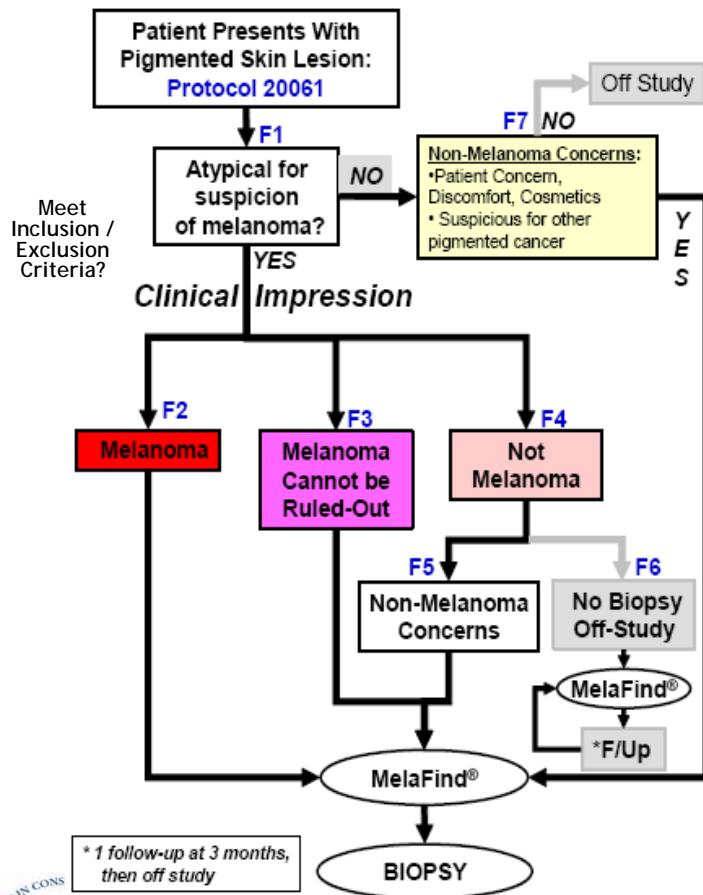 Patient Presents With
Pigmented Skin Lesion:
Protocol 20061
F1
Atypical for
suspicion
of melanoma?
NO
Meet
Inclusion /
Exclusion
Criteria?
F7 NO
Off Study
Non-Melanoma Concerns:
•Patient Concern,
Discomfort, Cosmetics
• Suspicious for other
pigmented cancer
Y
E
S
YES
Clinical Impression
F2
Melanoma
F3
Melanoma
Cannot be
Ruled-Out
F4
Not
Melanoma
F5
Non-Melanoma
Concerns
F6
No Biopsy
Off-Study
MelaFind®
*F/Up
MelaFind®
BIOPSY
* 1 follow-up at 3 months,
then off study
IN CONS